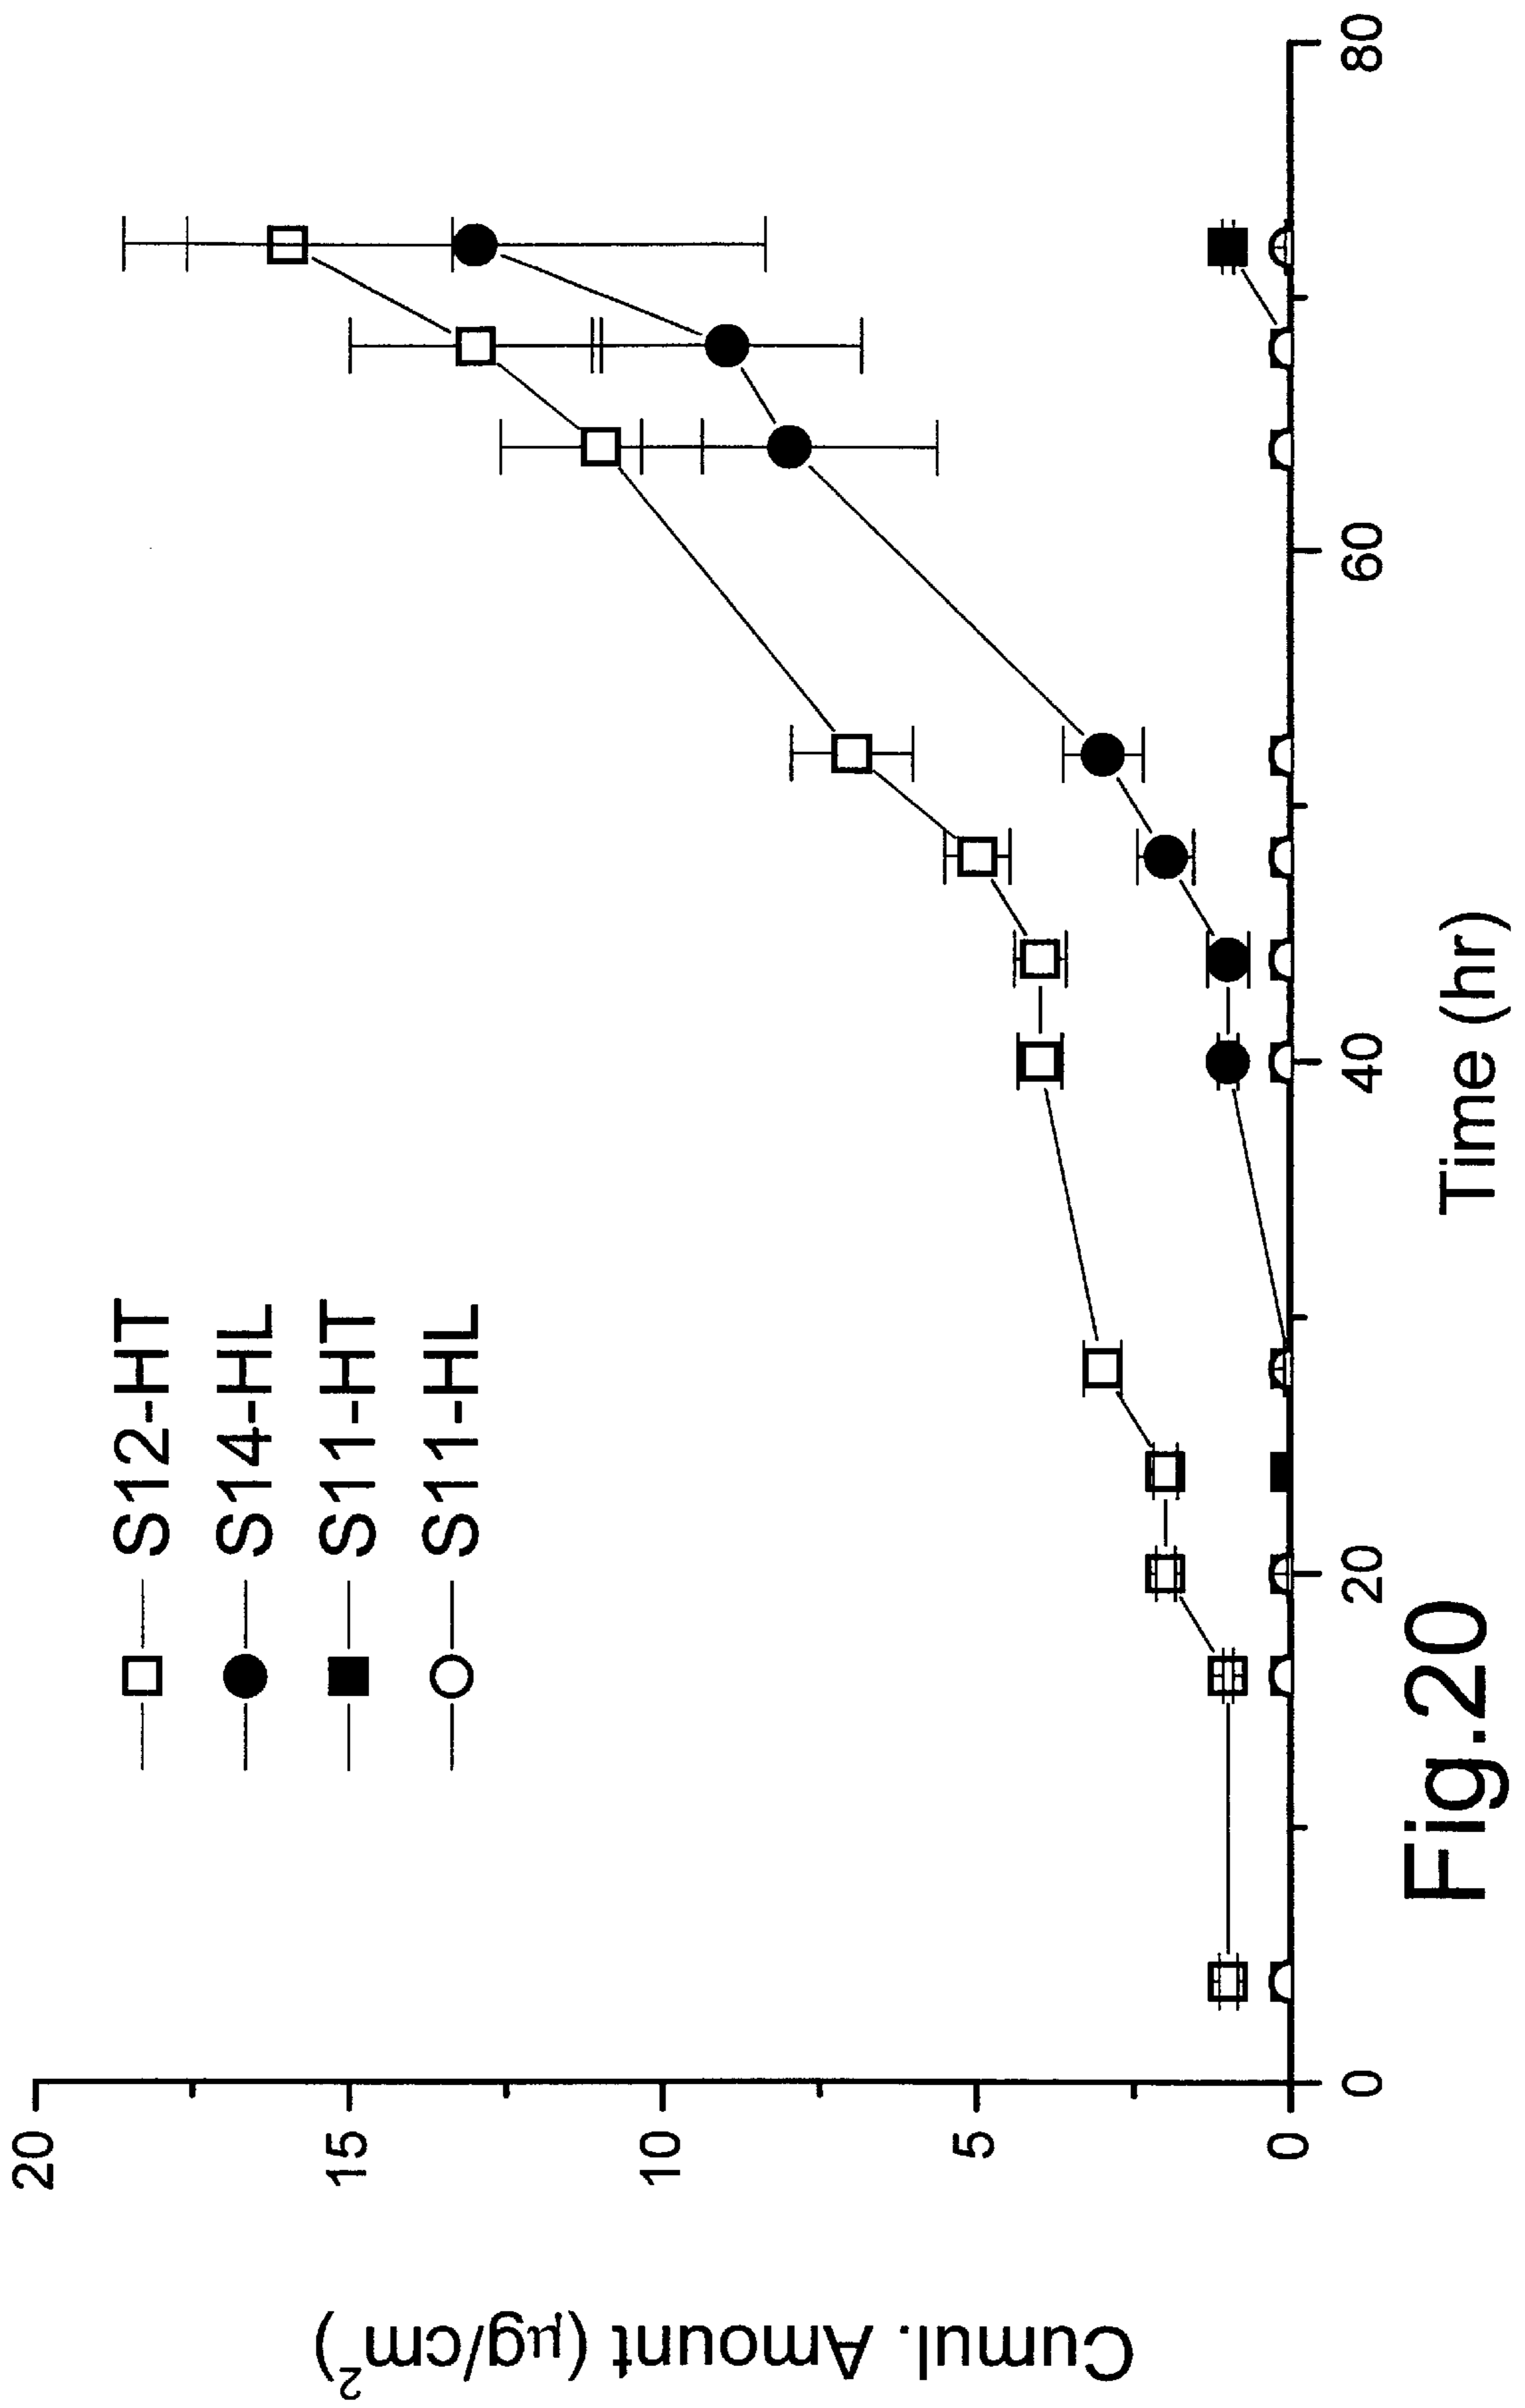 20
15
10
5
0
Cumul. Amount (μg/cm²)
S12-HT
S14-HL
S11-HT
S11-HL
0
20
40
60
80
Time (hr)
Fig.20